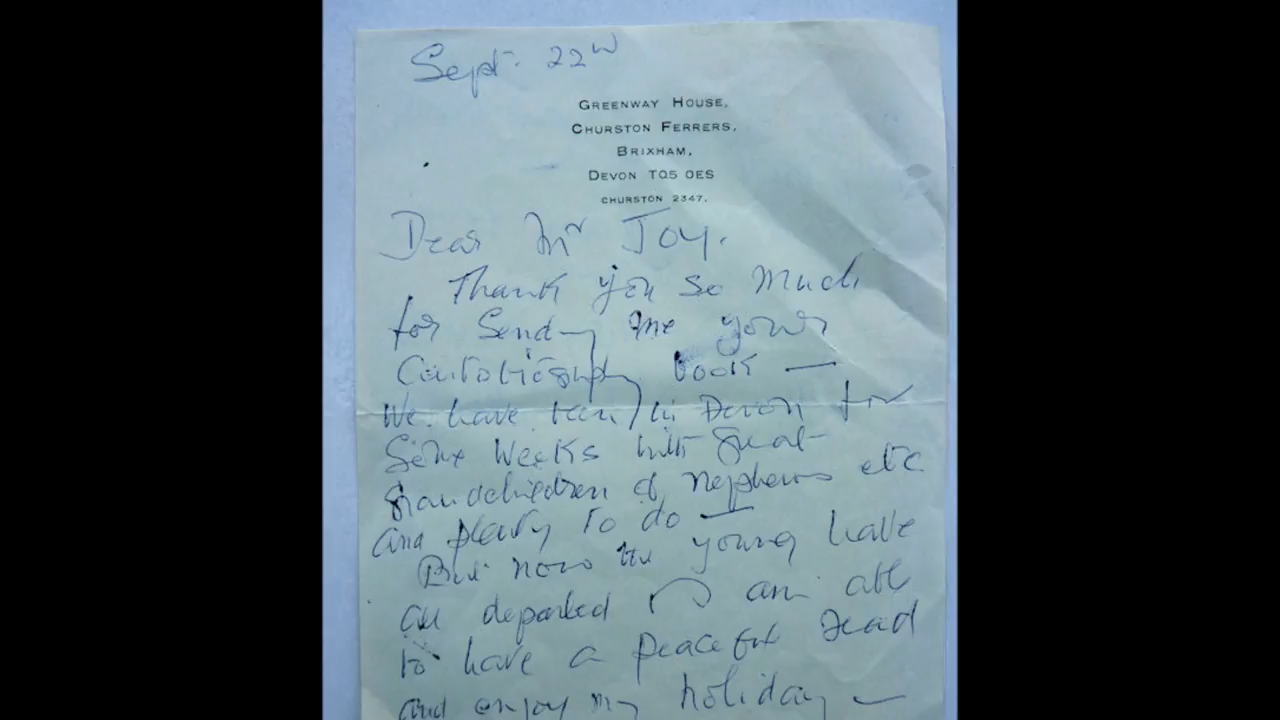 Sept. 22nd
GREENWAY HOUSE,
CHURSTON FERRERS,
BRIXHAM,
DEVON TQ5 0ES
CHURSTON 2347.
Dear Mr Joy.
Thank you so much
for sending me your
autobiography book —
We have been in Devon for
some weeks with great
grandchildren & nephews etc
and plenty to do —
But now the young have
all departed I am able
to have a peaceful read
and enjoy my holiday —